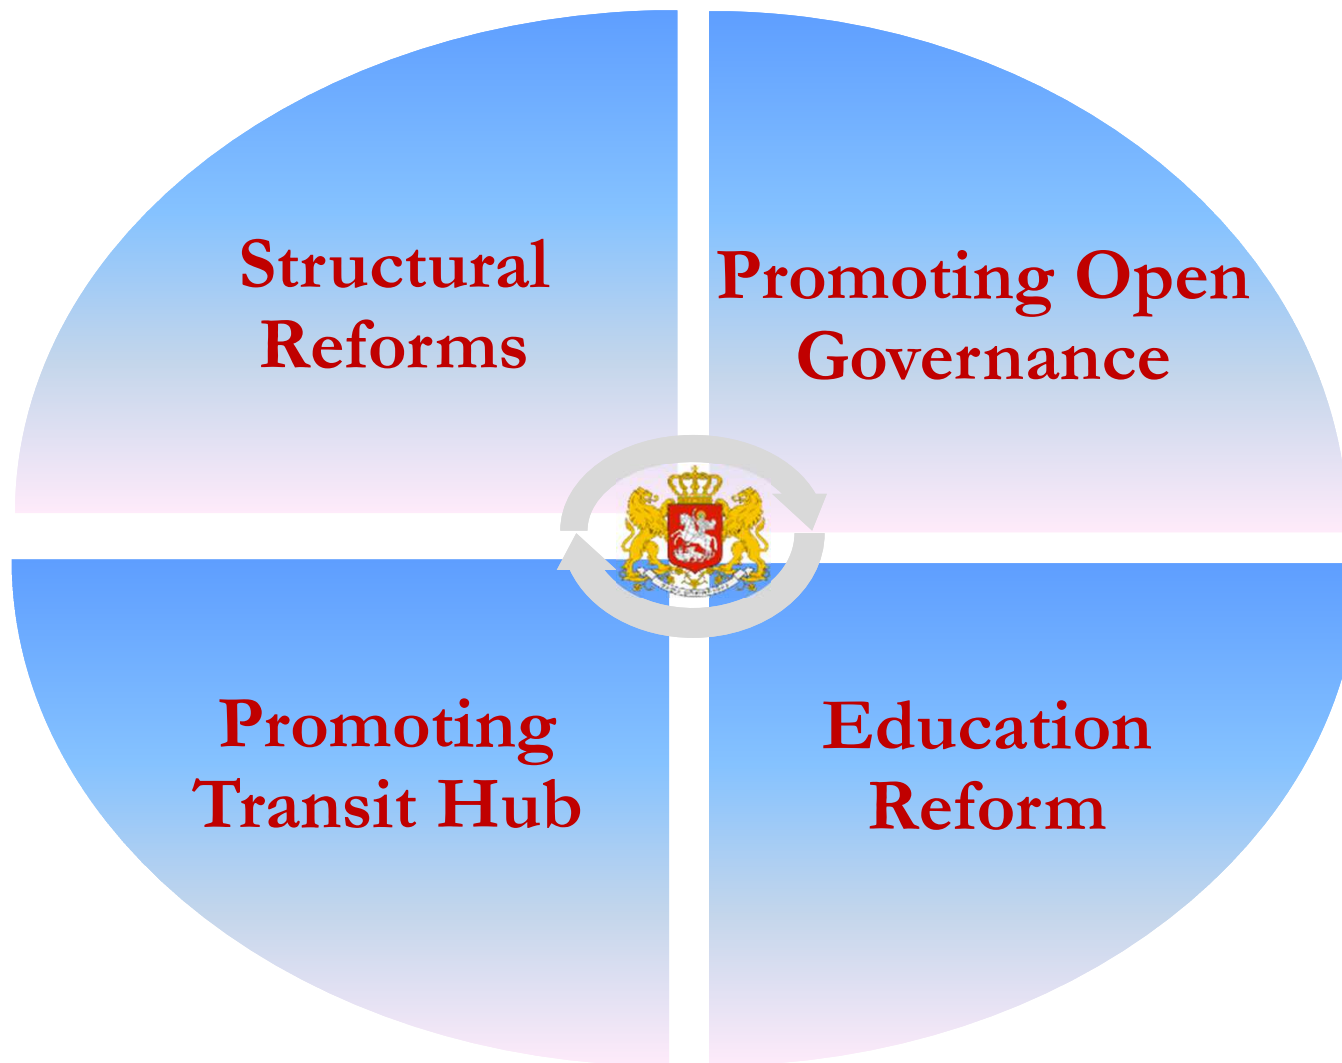 Structural
Reforms
Promoting Open
Governance
Promoting
Transit Hub
Education
Reform